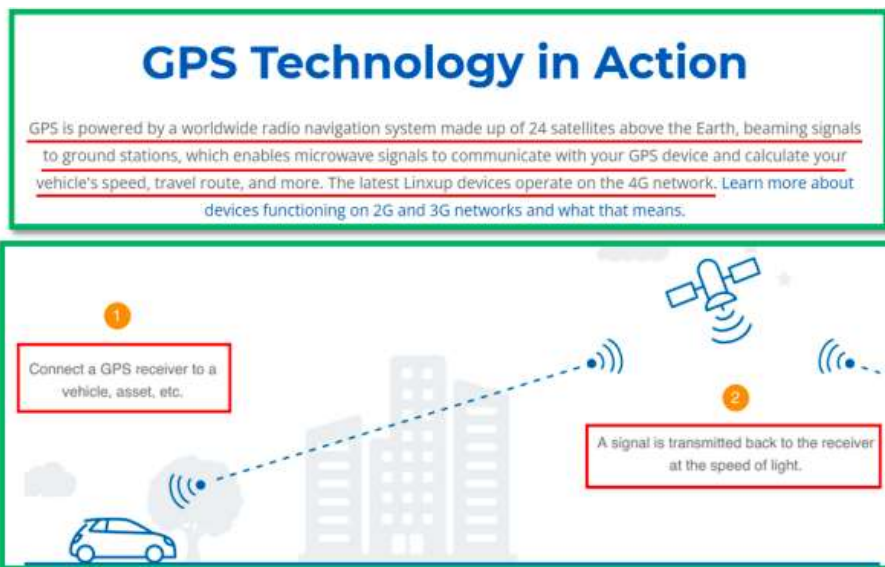 GPS Technology in Action
GPS is powered by a worldwide radio navigation system made up of 24 satellites above the Earth, beaming signals
to ground stations, which enables microwave signals to communicate with your GPS device and calculate your
vehicle's speed, travel route, and more. The latest Linxup devices operate on the 4G network. Learn more about
devices functioning on 2G and 3G networks and what that means.
1
Connect a GPS receiver to a
vehicle, asset, etc.
2
A signal is transmitted back to the receiver
at the speed of light.